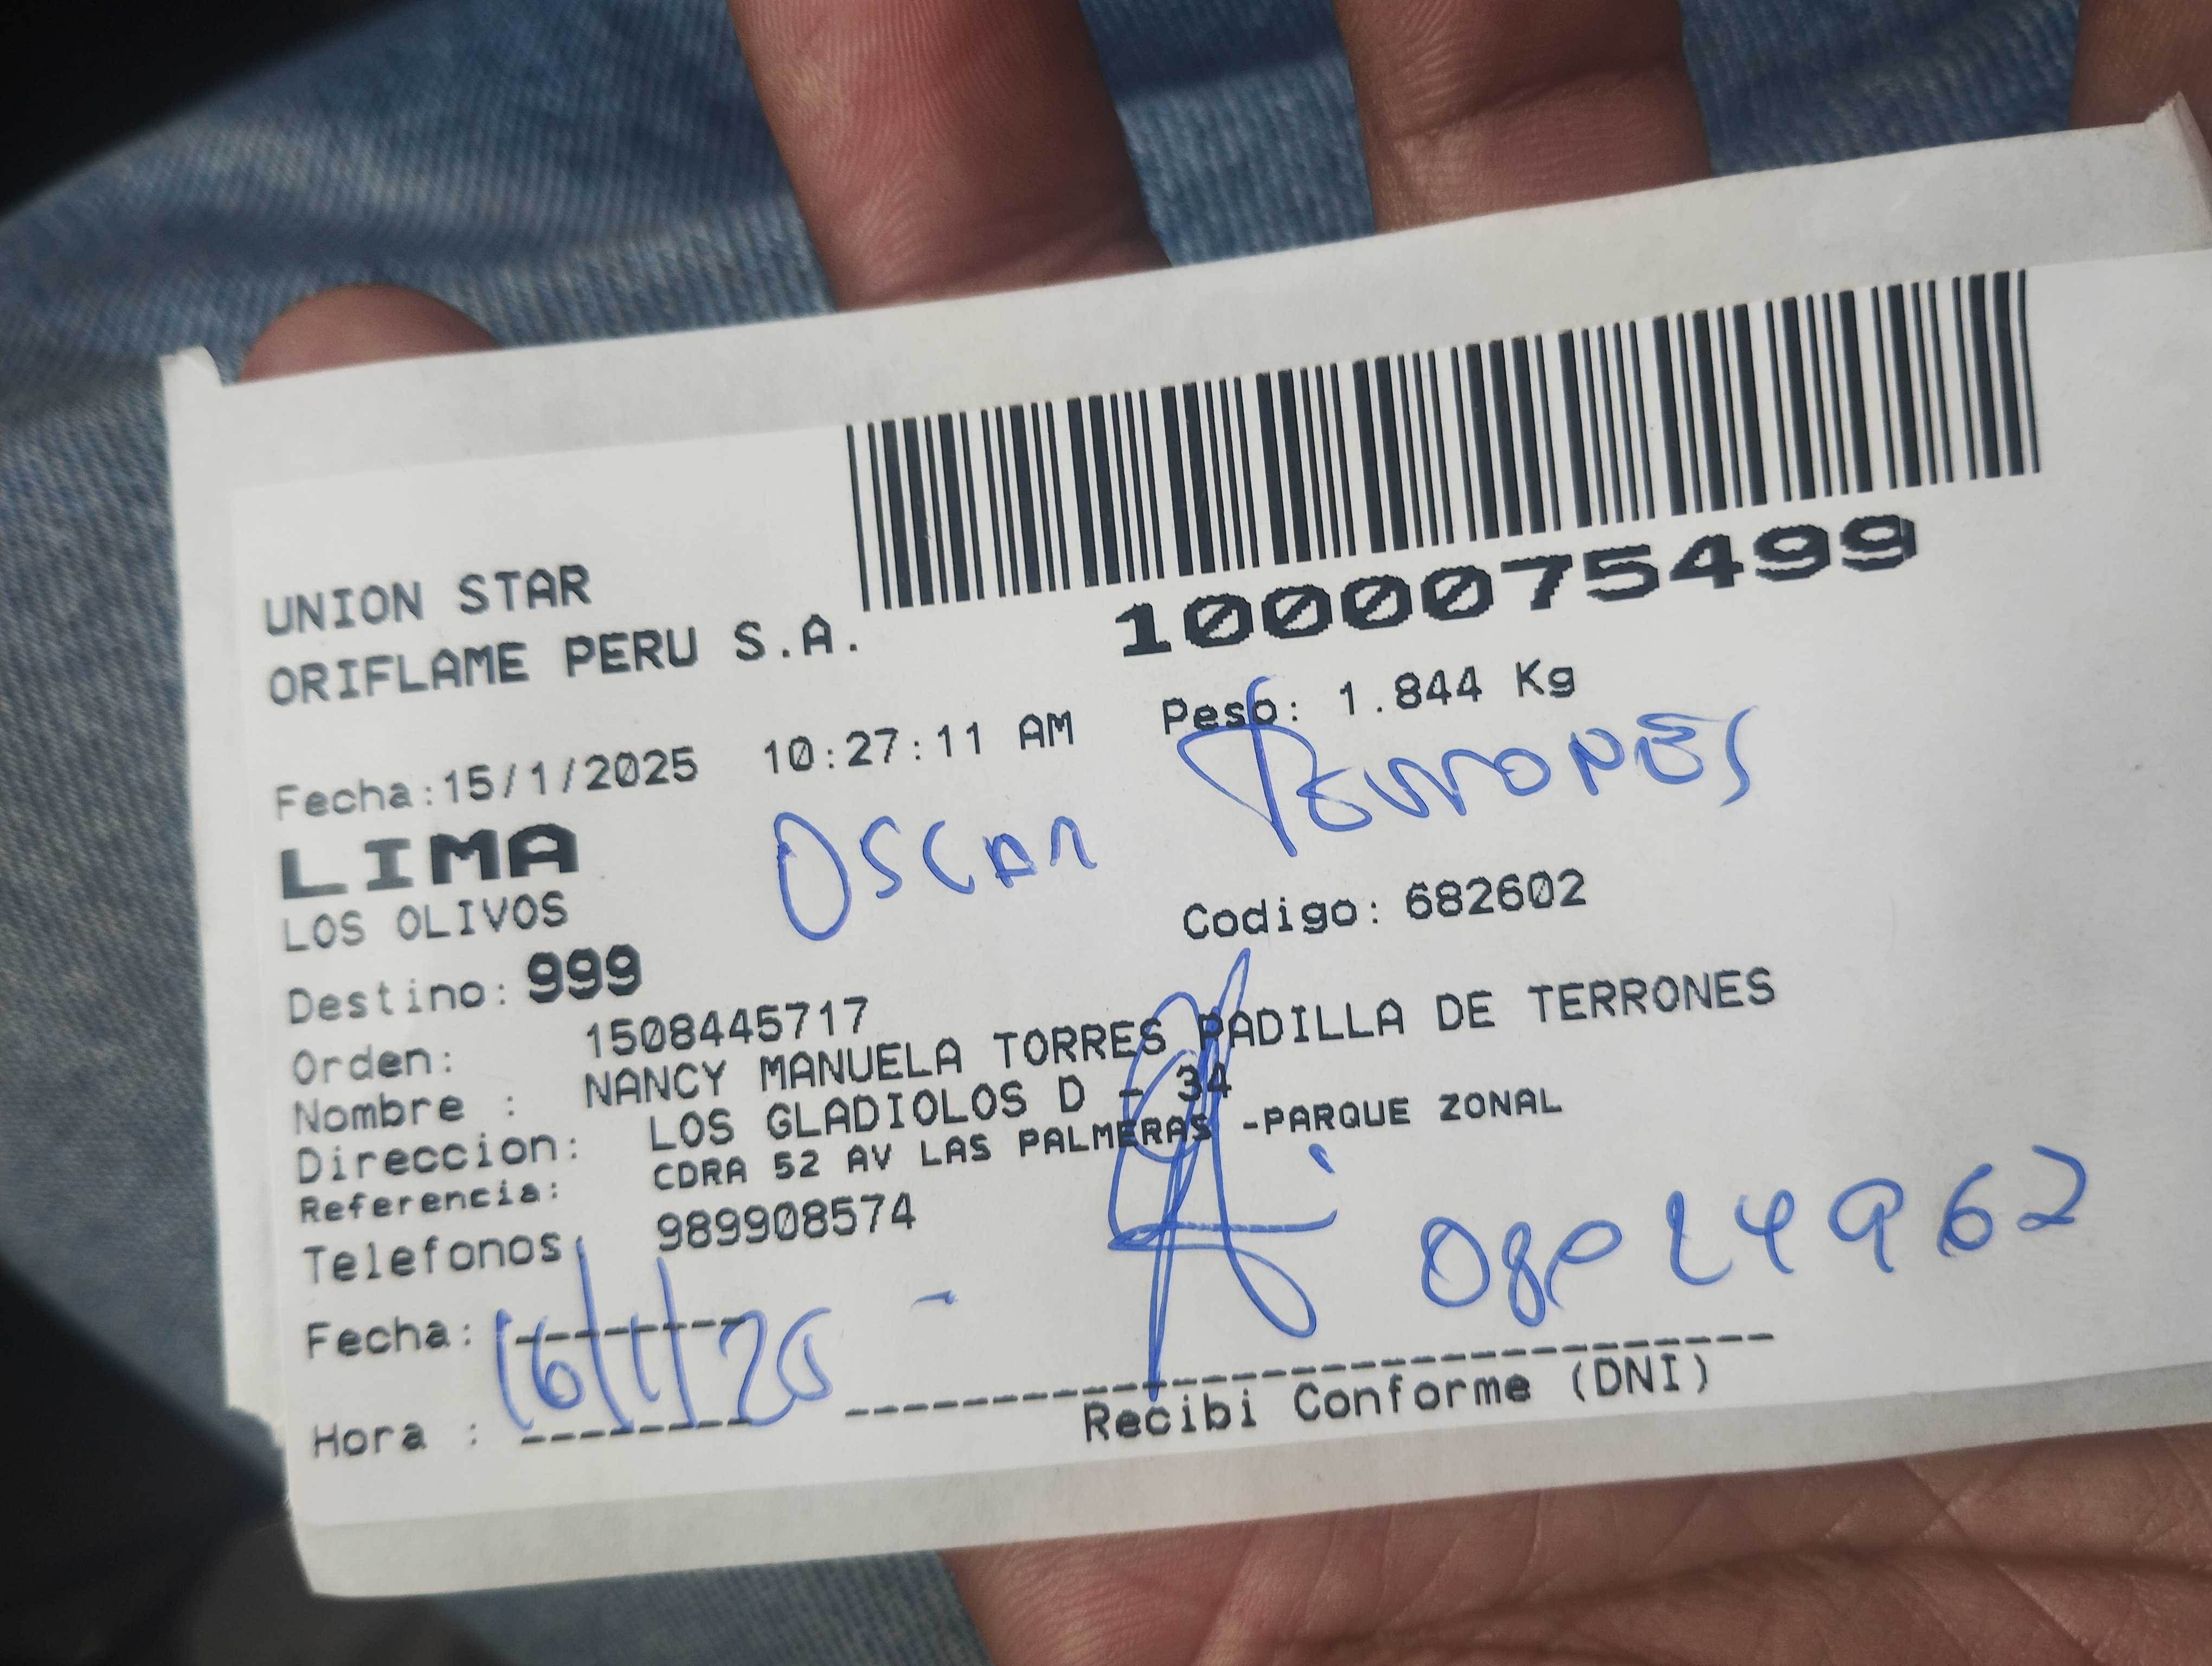 UNION STAR
ORIFLAME PERU S.A.
1000075499
Fecha:15/1/2025 10:27:11 AM Peso: 1.844 Kg
LIMA
OSCAR TERRONES
LOS OLIVOS
Codigo: 682602
Destino: 999
Orden: 1508445717
Nombre : NANCY MANUELA TORRES PADILLA DE TERRONES
Direccion: LOS GLADIOLOS D - 34
Referencia: CDRA 52 AV LAS PALMERAS -PARQUE ZONAL
Telefonos 989908574
Fecha: 16/1/25
Hora :
Recibi Conforme (DNI)